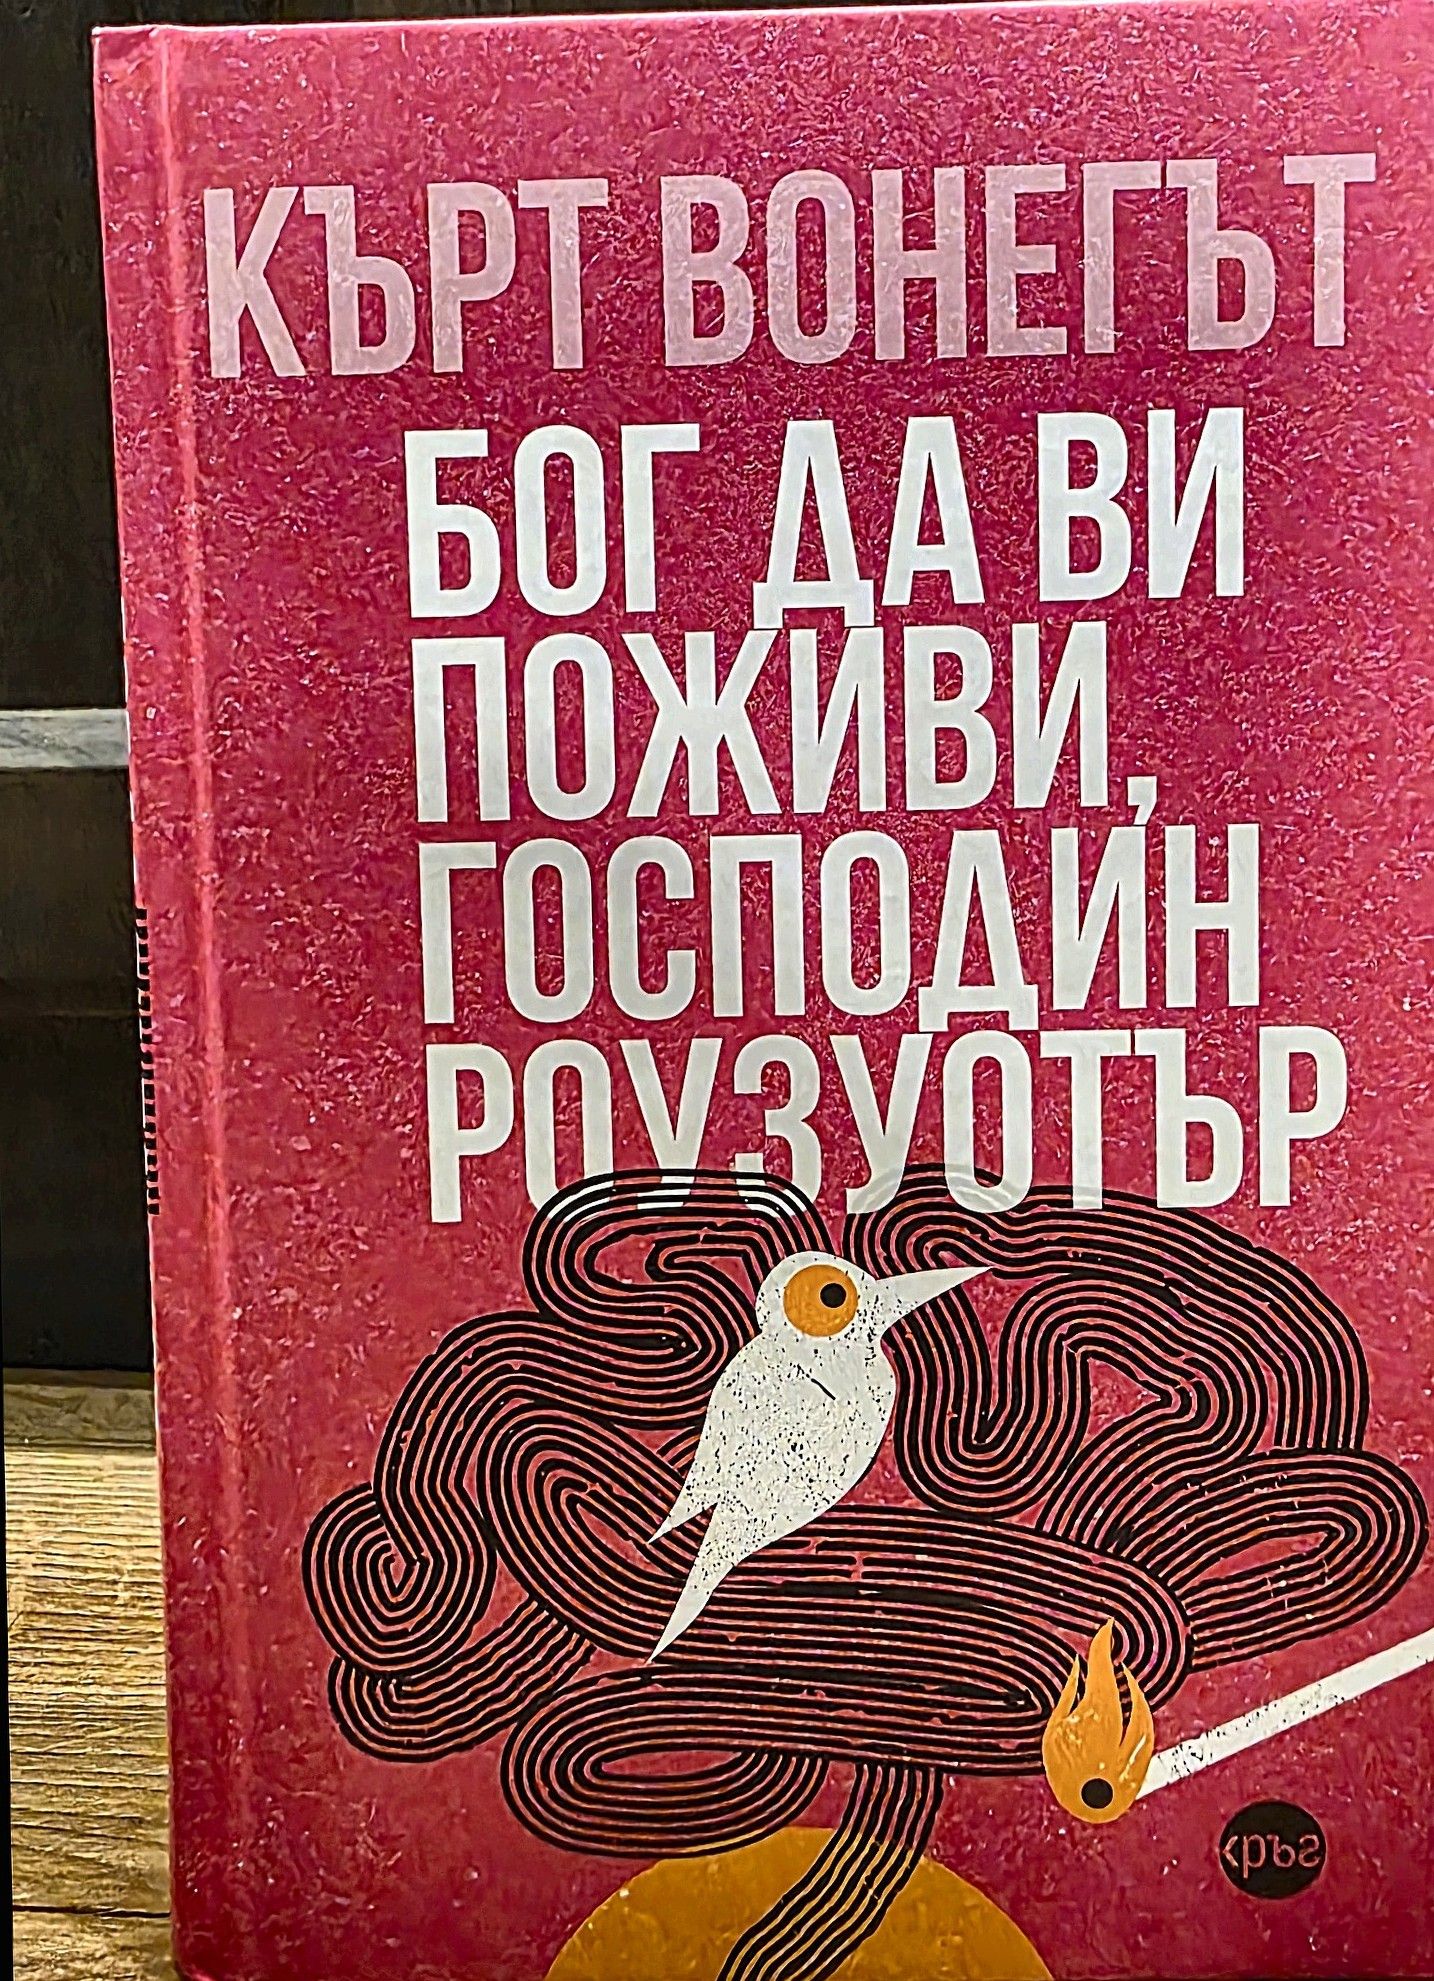 КЪРТ ВОНЕГЪТ
БОГ ДА ВИ
ПОЖИВИ,
ГОСПОДИН
РОУЗУОТЪР
кръг